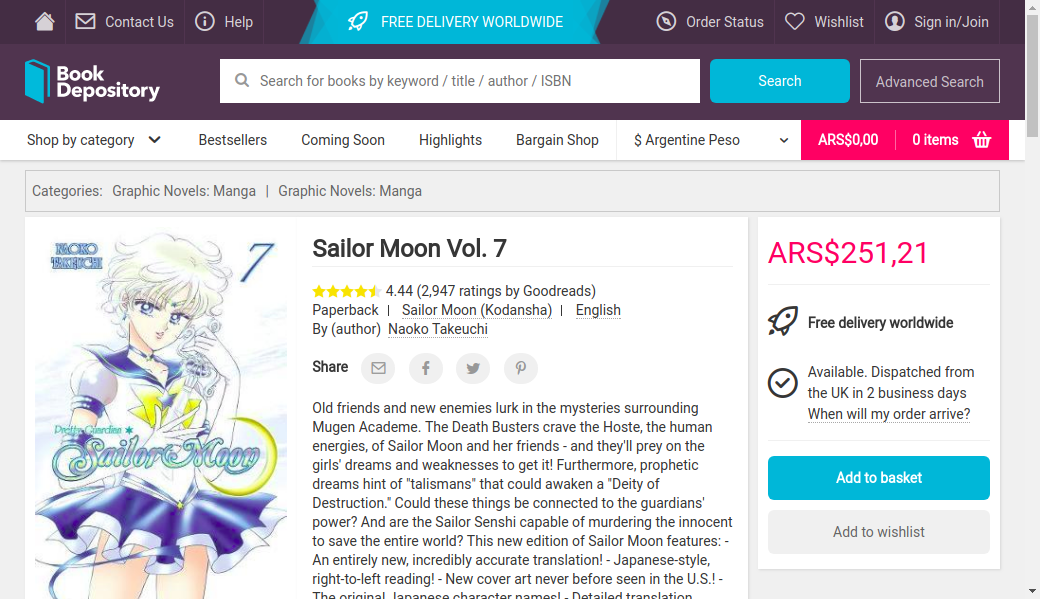 Contact Us
Help
FREE DELIVERY WORLDWIDE
Order Status
Wishlist
Sign in/Join
Book
Depository
Search for books by keyword / title / author / ISBN
Search
Advanced Search
Shop by category
Bestsellers
Coming Soon
Highlights
Bargain Shop
$ Argentine Peso
ARS$0,00
0 items
Categories: Graphic Novels: Manga | Graphic Novels: Manga
NAOKO
TAKEUCHI
7
Pretty Guardian
Sailor Moon
Sailor Moon Vol. 7
4.44 (2,947 ratings by Goodreads)
Paperback | Sailor Moon (Kodansha) | English
By (author) Naoko Takeuchi
Share
Old friends and new enemies lurk in the mysteries surrounding
Mugen Academe. The Death Busters crave the Hoste, the human
energies, of Sailor Moon and her friends - and they'll prey on the
girls' dreams and weaknesses to get it! Furthermore, prophetic
dreams hint of "talismans" that could awaken a "Deity of
Destruction." Could these things be connected to the guardians'
power? And are the Sailor Senshi capable of murdering the innocent
to save the entire world? This new edition of Sailor Moon features: -
An entirely new, incredibly accurate translation! - Japanese-style,
right-to-left reading! - New cover art never before seen in the U.S.! -
The original Japanese character names! - Detailed translation
ARS$251,21
Free delivery worldwide
Available. Dispatched from
the UK in 2 business days
When will my order arrive?
Add to basket
Add to wishlist